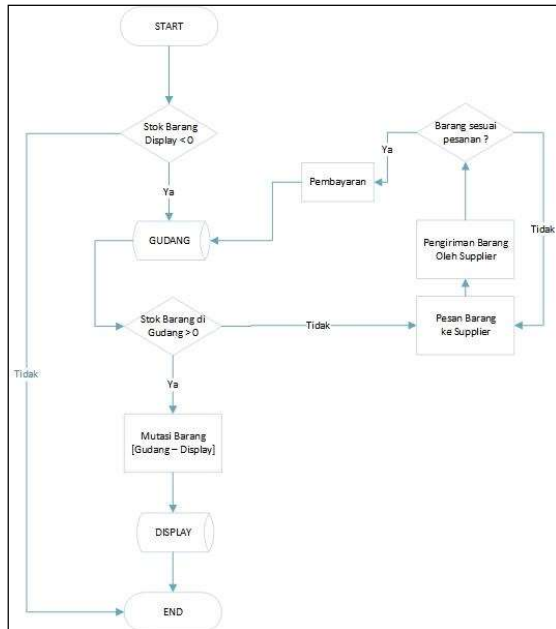 START
Stok Barang
Display < 0
Ya
Tidak
GUDANG
Stok Barang di
Gudang > 0
Tidak
Ya
Mutasi Barang
[Gudang – Display]
DISPLAY
END
Barang sesuai
pesanan ?
Ya
Tidak
Pembayaran
Pengiriman Barang
Oleh Supplier
Pesan Barang
ke Supplier